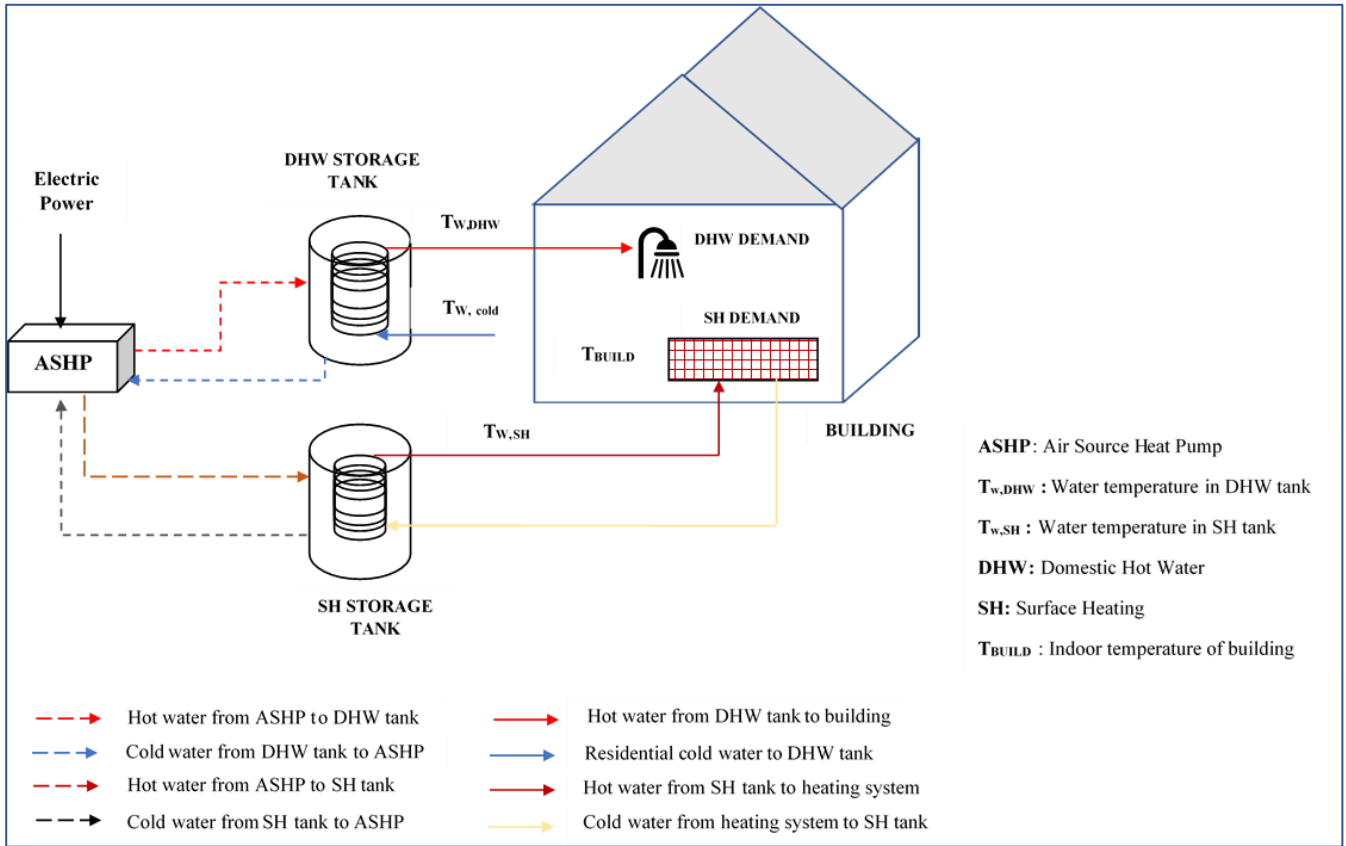 DHW STORAGE
TANK
Electric
Power
TW,DHW
DHW DEMAND
TW, cold
SH DEMAND
TBUILD
ASHP
TW,SH
BUILDING
SH STORAGE
TANK
ASHP: Air Source Heat Pump
Tw,DHW : Water temperature in DHW tank
Tw,SH : Water temperature in SH tank
DHW: Domestic Hot Water
SH: Surface Heating
TBUILD : Indoor temperature of building
Hot water from ASHP to DHW tank
Cold water from DHW tank to ASHP
Hot water from ASHP to SH tank
Cold water from SH tank to ASHP
Hot water from DHW tank to building
Residential cold water to DHW tank
Hot water from SH tank to heating system
Cold water from heating system to SH tank